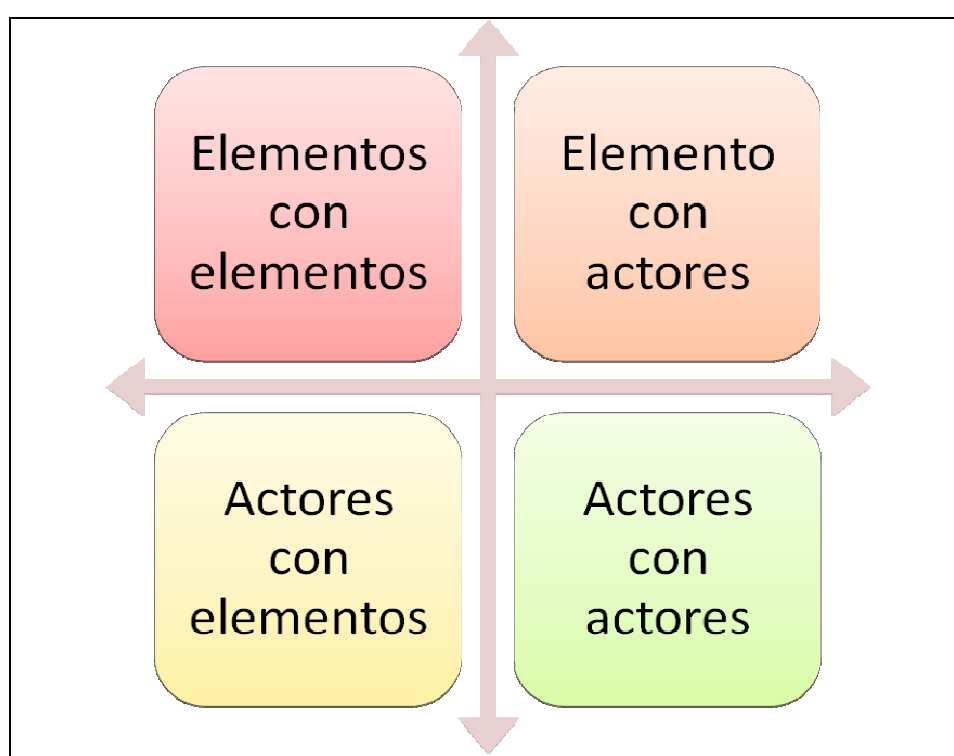 Elementos
con
elementos
Elemento
con
actores
Actores
con
elementos
Actores
con
actores